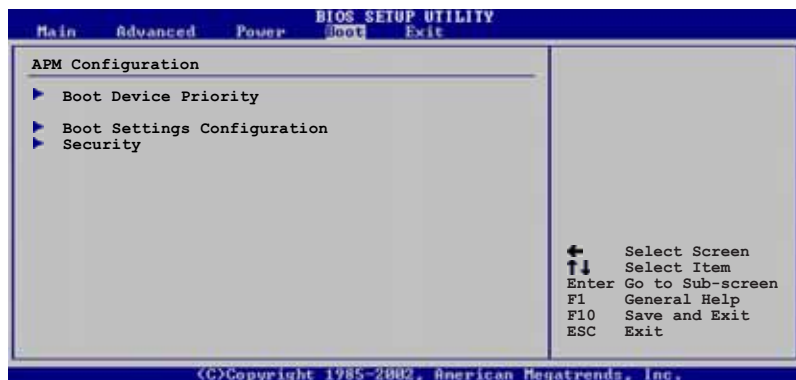 BIOS SETUP UTILITY
Main Advanced Power Boot Exit
APM Configuration
Boot Device Priority
Boot Settings Configuration
Security
← Select Screen
↑↓ Select Item
Enter Go to Sub-screen
F1 General Help
F10 Save and Exit
ESC Exit
(C)Copyright 1985-2002, American Megatrends, Inc.